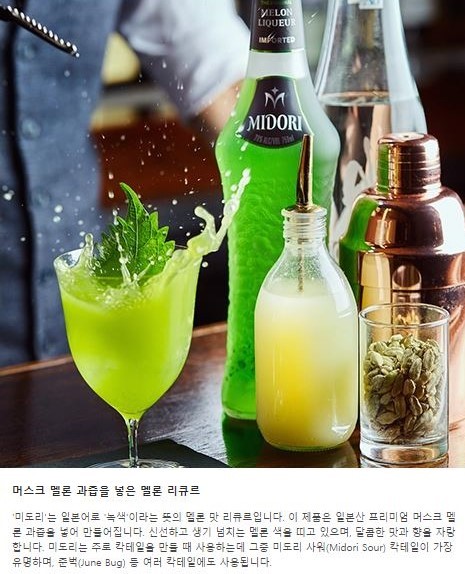 MELON
LIQUEUR
IMPORTED
MIDORI
머스크 멜론 과즙을 넣은 멜론 리큐르
'미도리'는 일본어로 '녹색'이라는 뜻의 멜론 맛 리큐르입니다. 이 제품은 일본산 프리미엄 머스크 멜
론 과즙을 넣어 만들어집니다. 신선하고 생기 넘치는 멜론 색을 띠고 있으며, 달콤한 맛과 향을 자랑
합니다. 미도리는 주로 칵테일을 만들 때 사용하는데 그중 미도리 사워(Midori Sour) 칵테일이 가장
유명하며, 준벅(June Bug) 등 여러 칵테일에도 사용됩니다.